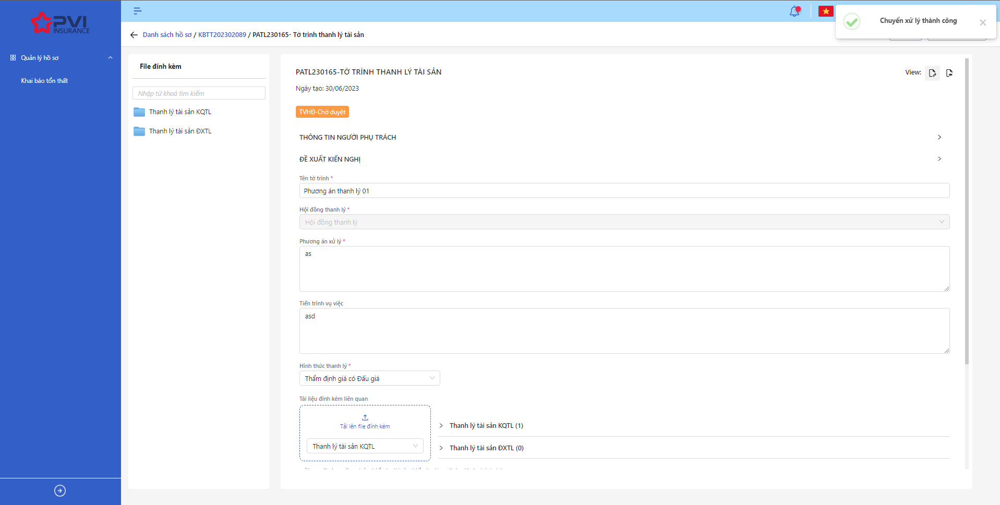 PVI
INSURANCE
Quản lý hồ sơ
Khai báo tổn thất
Chuyển xử lý thành công
Danh sách hồ sơ / KBTT202302089 / PATL230165- Tờ trình thanh lý tài sản
File đính kèm
Nhập từ khoá tìm kiếm
Thanh lý tài sản KQTL
Thanh lý tài sản ĐXTL
PATL230165-TỜ TRÌNH THANH LÝ TÀI SẢN
View:
Ngày tạo: 30/06/2023
TVHĐ-Chờ duyệt
THÔNG TIN NGƯỜI PHỤ TRÁCH
ĐỀ XUẤT KIẾN NGHỊ
Tên tờ trình *
Phương án thanh lý 01
Hội đồng thanh lý *
Hội đồng thanh lý
Phương án xử lý *
as
Tiến trình vụ việc
asd
Hình thức thanh lý *
Thẩm định giá có Đấu giá
Tài liệu đính kèm liên quan
Tải lên file đính kèm
Thanh lý tài sản KQTL
Thanh lý tài sản KQTL (1)
Thanh lý tài sản ĐXTL (0)